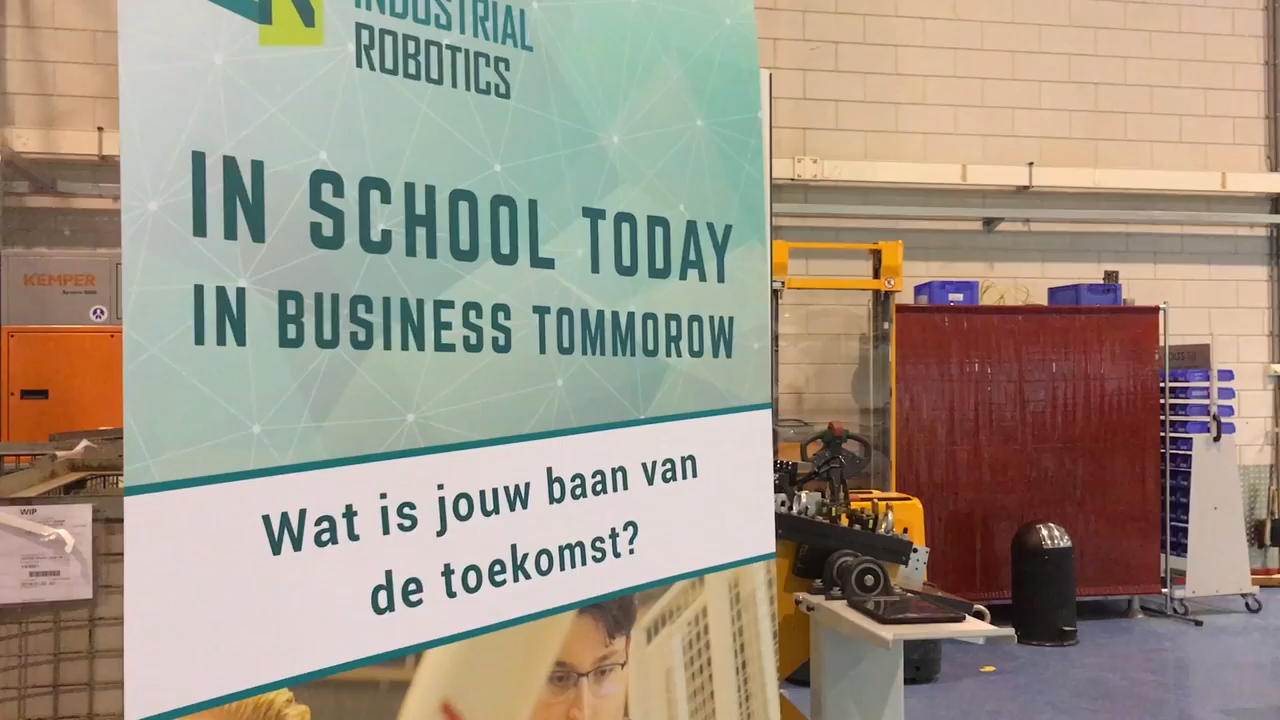 INDUSTRIAL
ROBOTICS
IN SCHOOL TODAY
IN BUSINESS TOMMOROW
Wat is jouw baan van
de toekomst?
KEMPER
WIP